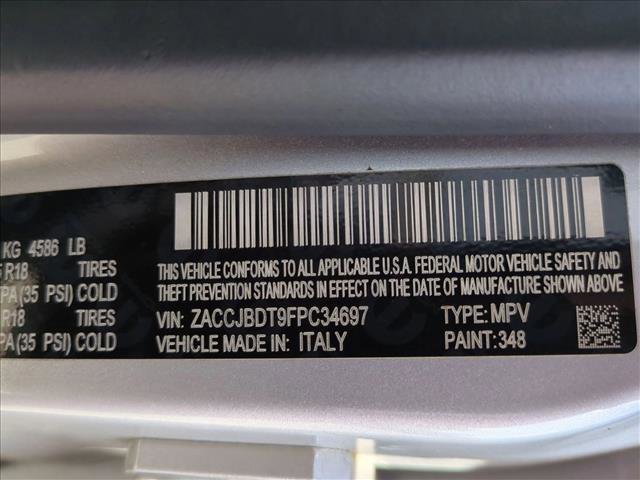 KG 4586 LB
R18 TIRES
PA (35 PSI) COLD
R18 TIRES
PA (35 PSI) COLD
THIS VEHICLE CONFORMS TO ALL APPLICABLE U.S.A. FEDERAL MOTOR VEHICLE SAFETY AND
THEFT PREVENTION STANDARDS IN EFFECT ON THE DATE OF MANUFACTURE SHOWN ABOVE
VIN: ZACCJBDT9FPC34697 TYPE: MPV
VEHICLE MADE IN: ITALY PAINT: 348